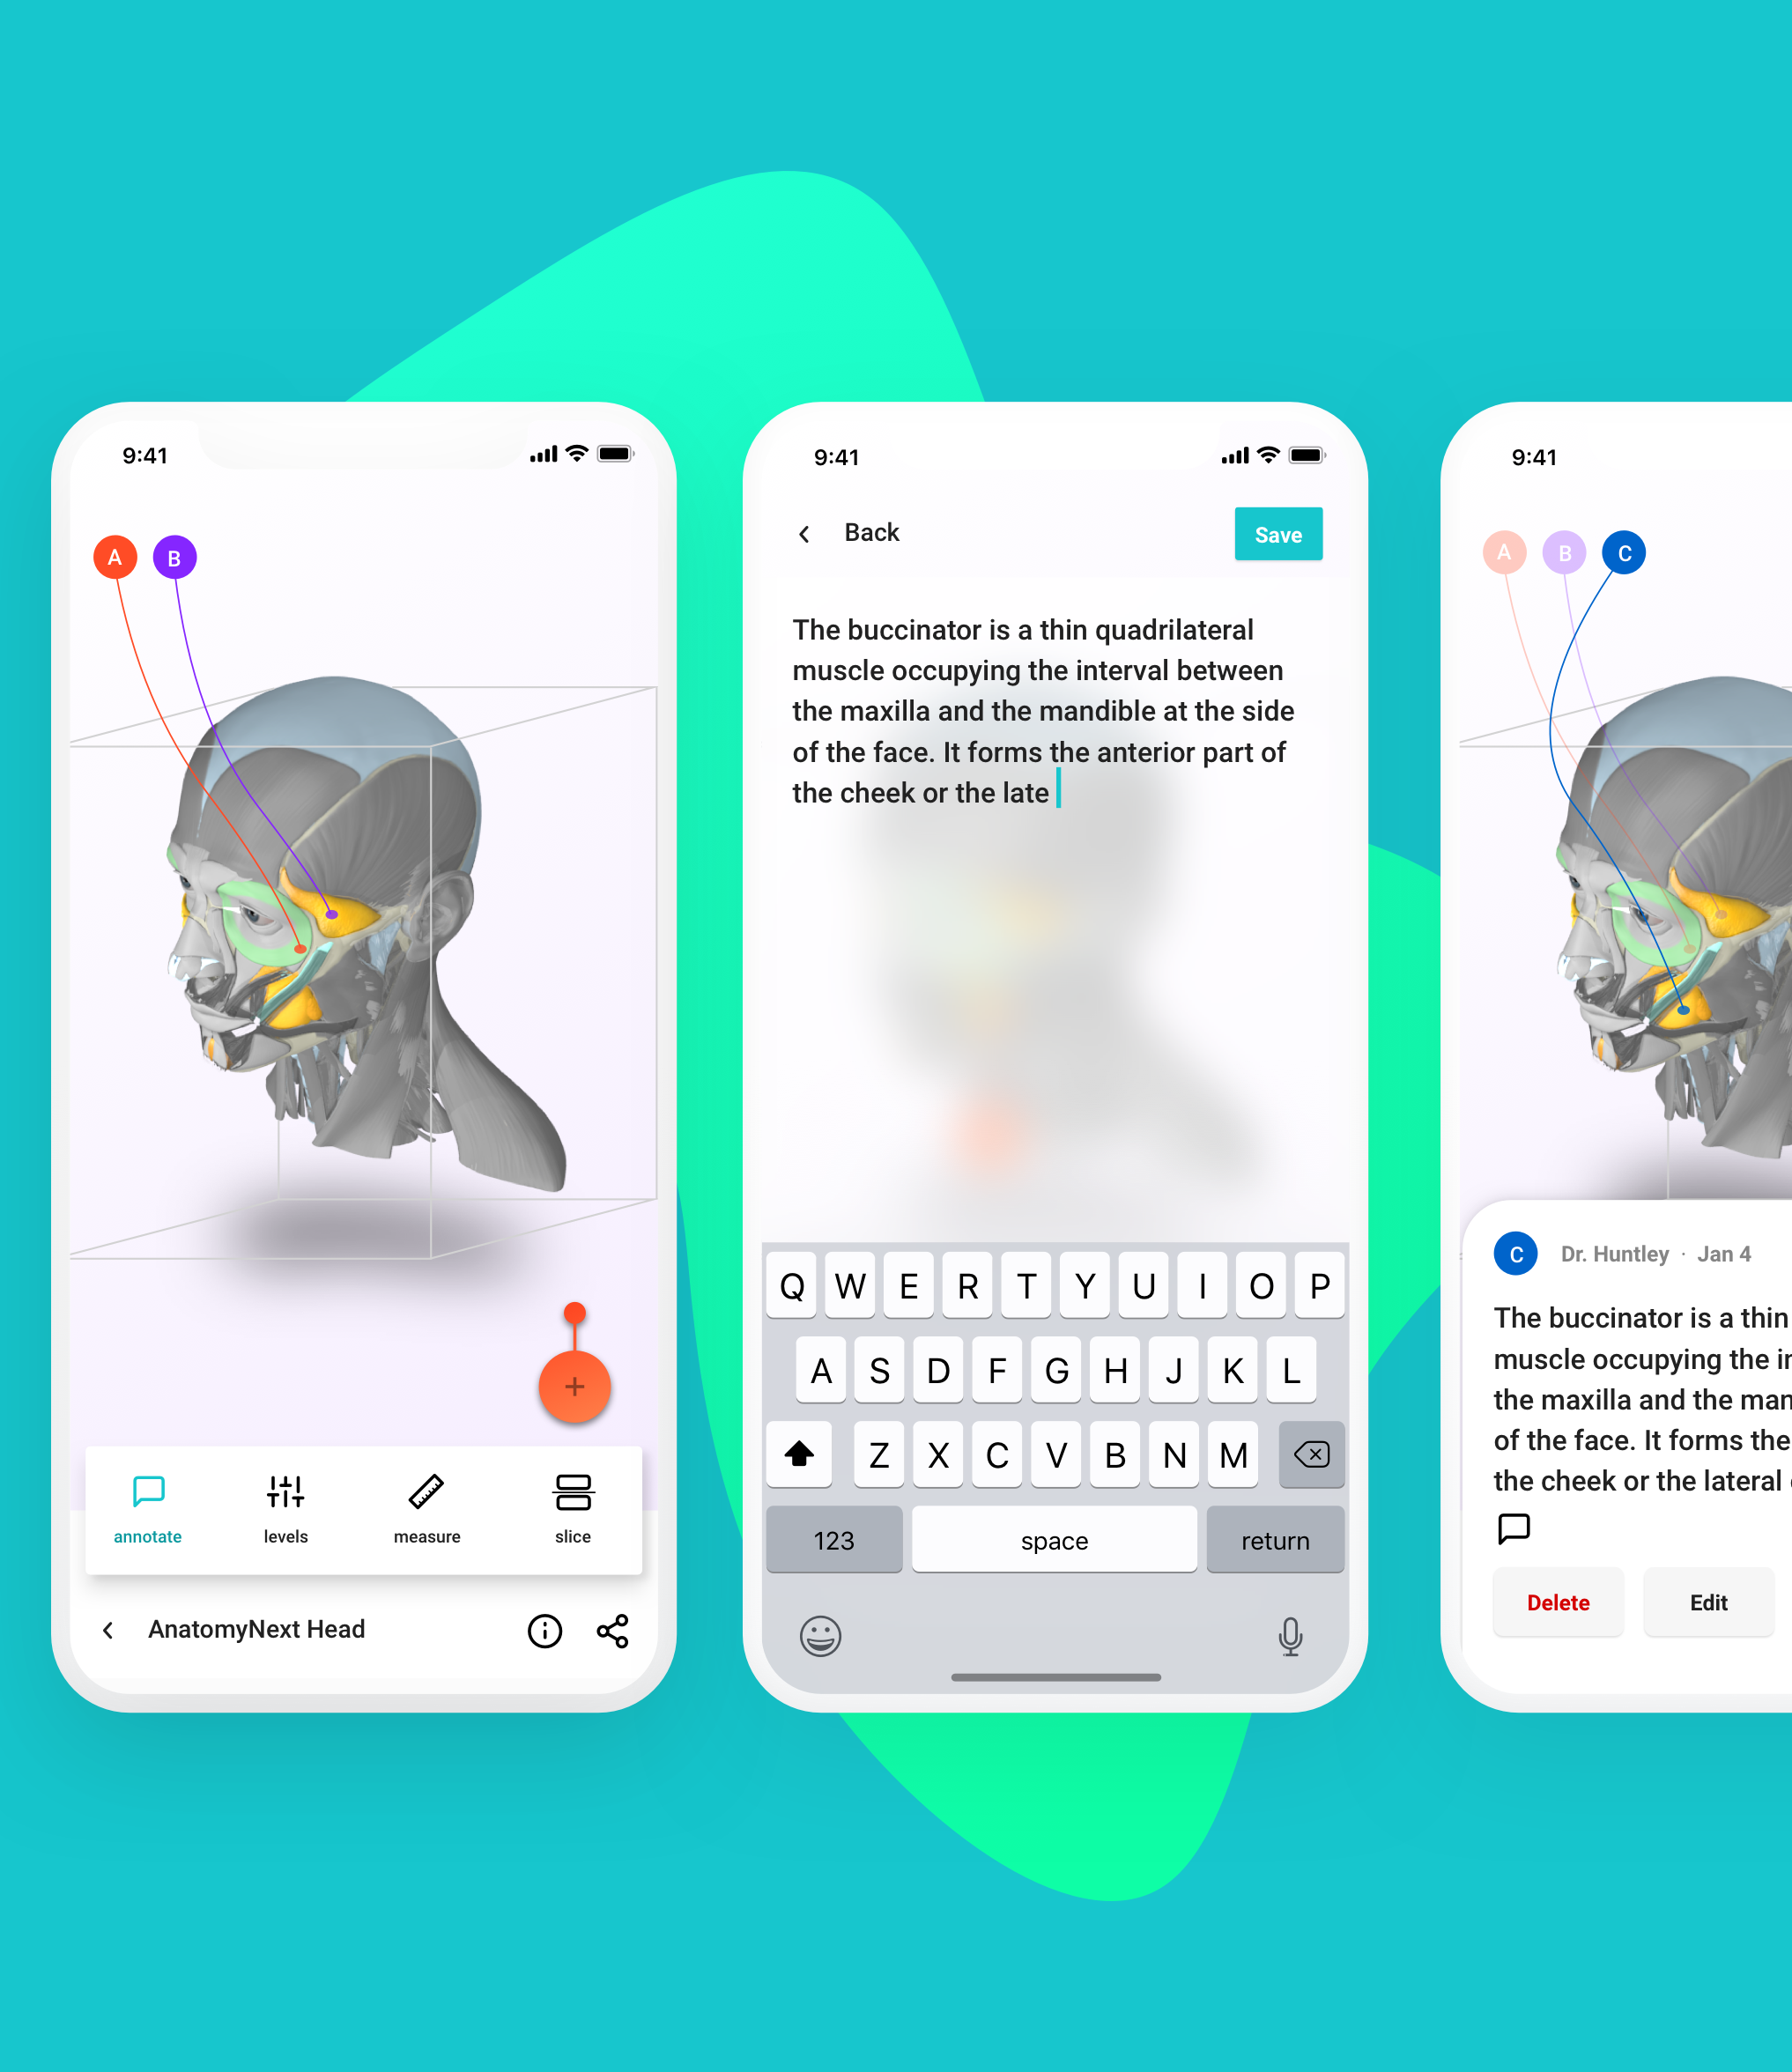 9:41
A B
annotate levels measure slice
AnatomyNext Head
9:41
Back Save
The buccinator is a thin quadrilateral
muscle occupying the interval between
the maxilla and the mandible at the side
of the face. It forms the anterior part of
the cheek or the late
Q W E R T Y U I O P
A S D F G H J K L
Z X C V B N M
123 space return
9:41
A B C
C Dr. Huntley · Jan 4
The buccinator is a thin
muscle occupying the
the maxilla and the
of the face. It forms the
the cheek or the lateral
Delete Edit